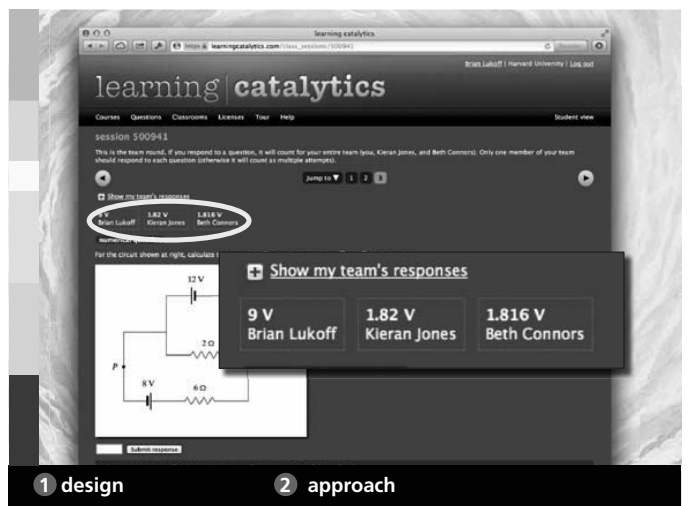 learning catalytics
https learningcatalytics.com/class_sessions/500941
Reader
Brian Lukoff | Harvard University | Log out
learning | catalytics
Courses Questions Classrooms Licenses Tour Help Student view
session 500941
This is the team round. If you respond to a question, it will count for your entire team (you, Kieran Jones, and Beth Connors). Only one member of your team
should respond to each question (otherwise it will count as multiple attempts).
Jump to 1 2 3
Show my team's responses
9 V 1.82 V 1.816 V
Brian Lukoff Kieran Jones Beth Connors
For the circuit shown at right, calculate
Show my team's responses
9 V 1.82 V 1.816 V
Brian Lukoff Kieran Jones Beth Connors
12 V
2 Ω
P
8 V 6 Ω
Submit response
1 design 2 approach